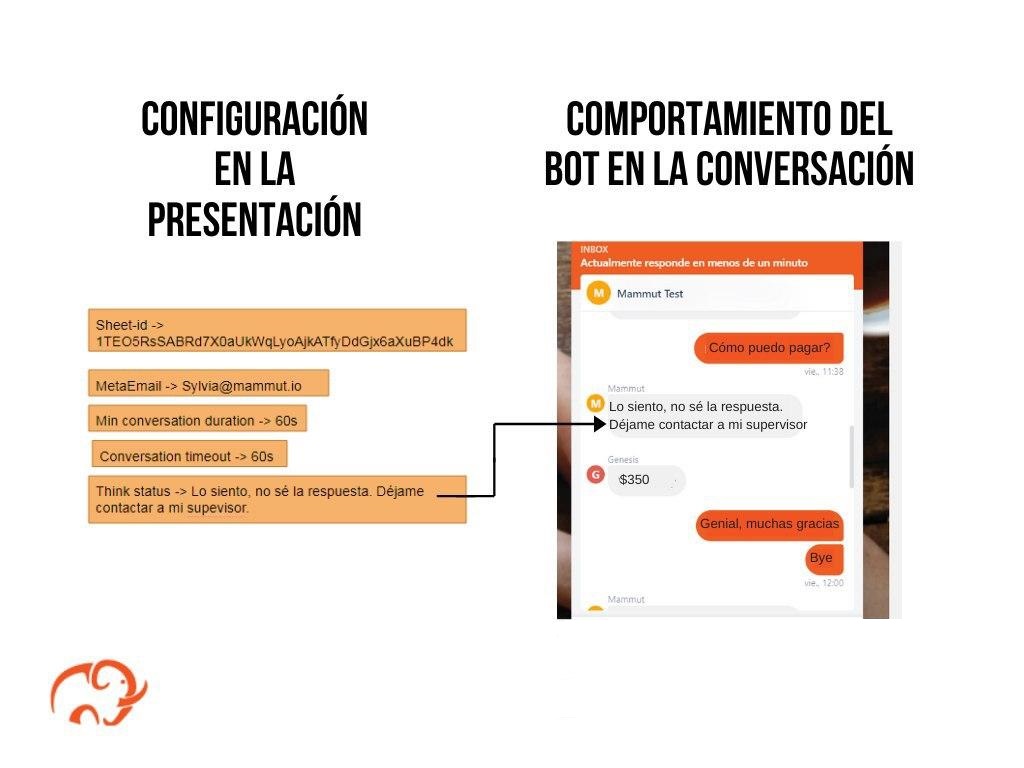 CONFIGURACIÓN
EN LA
PRESENTACIÓN
COMPORTAMIENTO DEL
BOT EN LA CONVERSACIÓN
Sheet-id ->
1TEO5RsSABRd7X0aUkWqLyoAjkATfyDdGjx6aXuBP4dk
MetaEmail -> Sylvia@mammut.io
Min conversation duration -> 60s
Conversation timeout -> 60s
Think status -> Lo siento, no sé la respuesta. Déjame
contactar a mi supevisor.
INBOX
Actualmente responde en menos de un minuto
M
Mammut Test
Cómo puedo pagar?
vie., 11:38
Mammut
M
Lo siento, no sé la respuesta.
Déjame contactar a mi supervisor
Genesis
G
$350
Genial, muchas gracias
Bye
vie., 12:00
Mammut